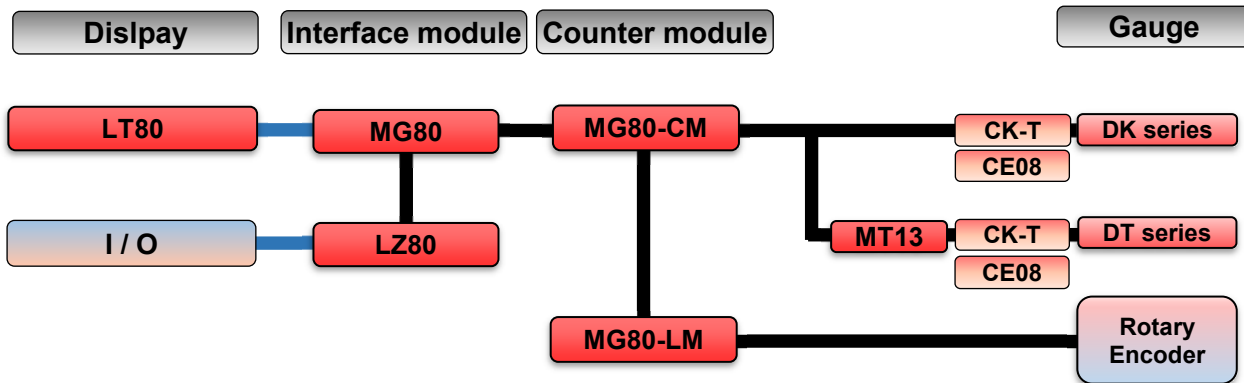 Dislpay
Interface module
Counter module
Gauge
LT80
MG80
MG80-CM
CK-T
DK series
CE08
I / O
LZ80
MT13
CK-T
DT series
CE08
MG80-LM
Rotary
Encoder